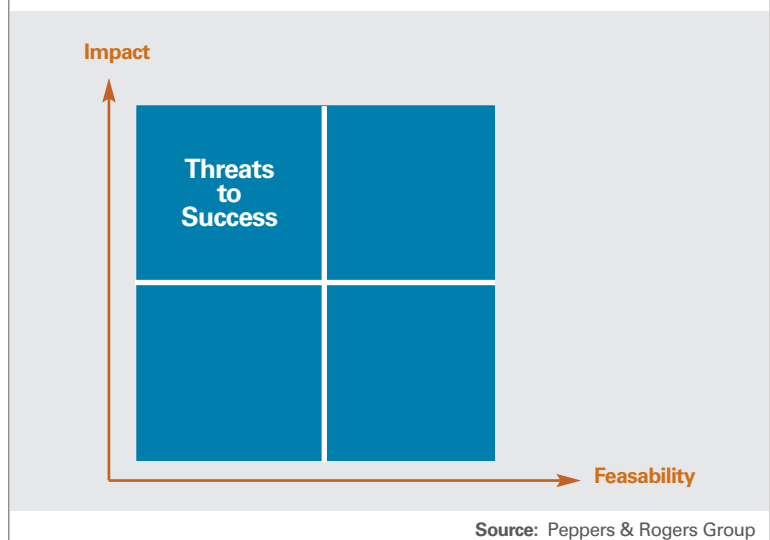 Impact
Threats
to
Success
Feasability
Source: Peppers & Rogers Group